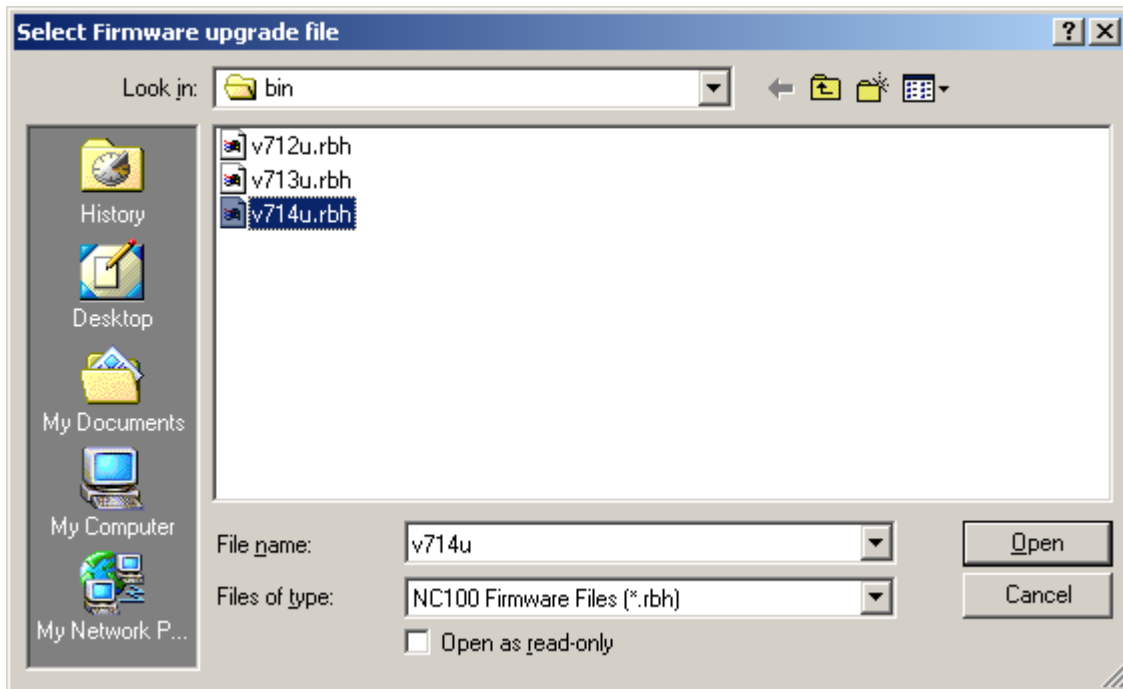 Select Firmware upgrade file
Look in: bin
v712u.rbh
v713u.rbh
v714u.rbh
History
Desktop
My Documents
My Computer
My Network P...
File name: v714u Open
Files of type: NC100 Firmware Files (*.rbh) Cancel
Open as read-only